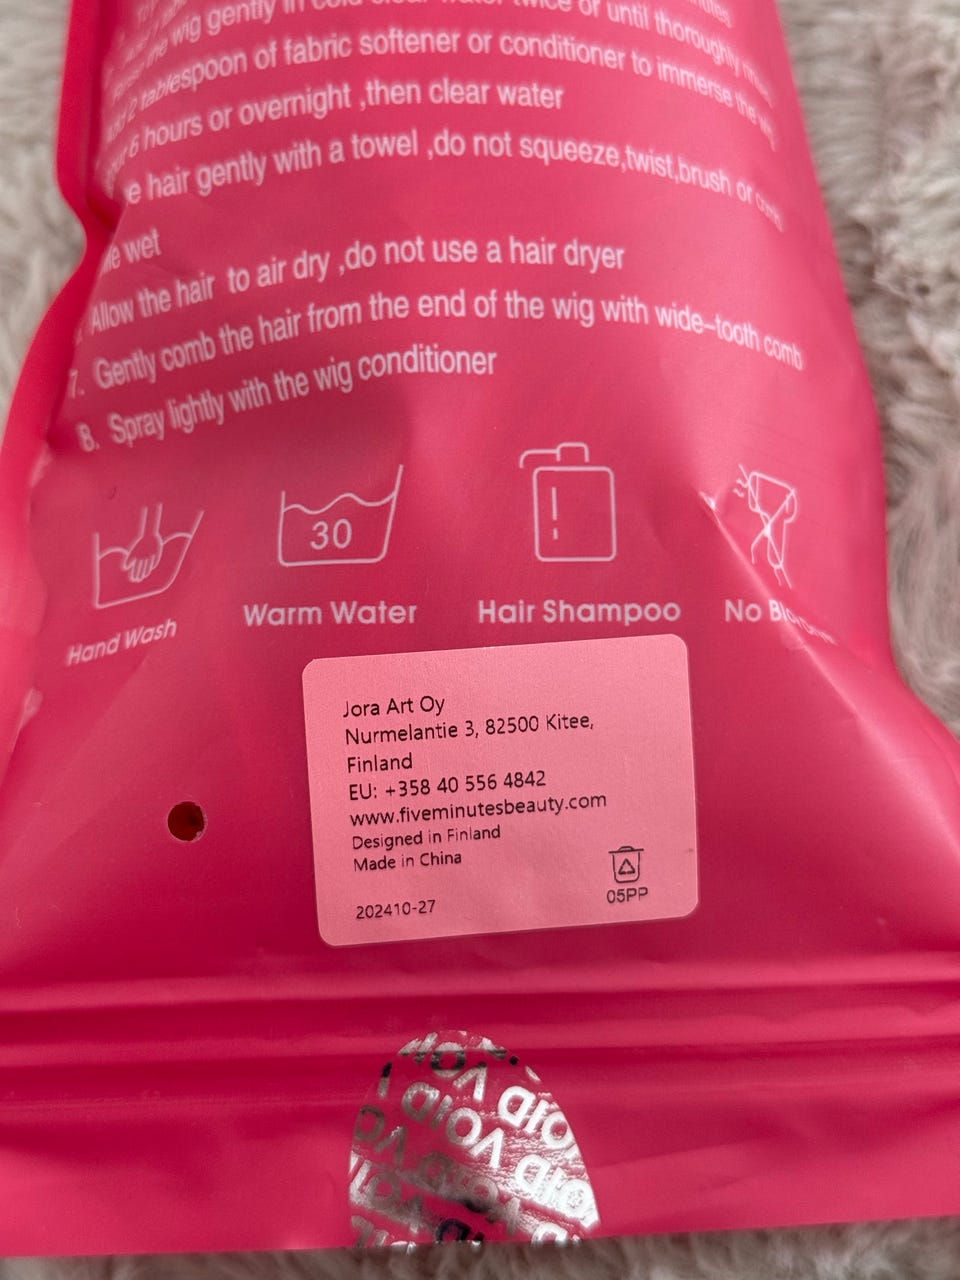 wig gently in cold clear water twice or until thoroughly
tablespoon of fabric softener or conditioner to immerse the
6 hours or overnight ,then clear water
hair gently with a towel ,do not squeeze,twist,brush or comb
wet
Allow the hair to air dry ,do not use a hair dryer
7. Gently comb the hair from the end of the wig with wide-tooth comb
8. Spray lightly with the wig conditioner
30
Hand Wash
Warm Water
Hair Shampoo
No
Jora Art Oy
Nurmelantie 3, 82500 Kitee,
Finland
EU: +358 40 556 4842
www.fiveminutesbeauty.com
Designed in Finland
Made in China
202410-27
05PP
VOID VOID VOID